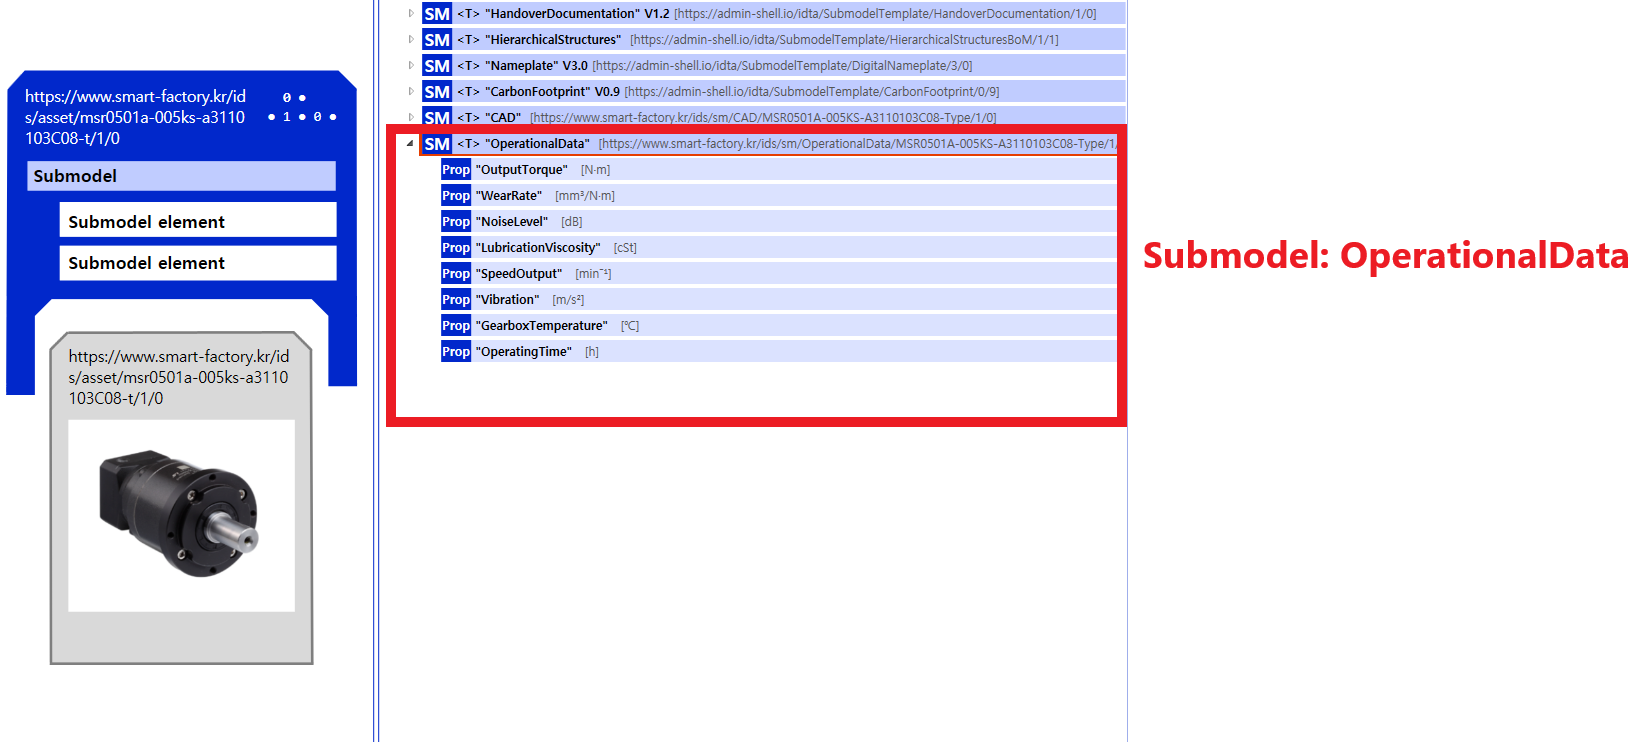 https://www.smart-factory.kr/id
s/asset/msr0501a-005ks-a3110
103C08-t/1/0
0
1 0
Submodel
Submodel element
Submodel element
https://www.smart-factory.kr/id
s/asset/msr0501a-005ks-a3110
103C08-t/1/0
SM <T> "HandoverDocumentation" V1.2 [https://admin-shell.io/idta/SubmodelTemplate/HandoverDocumentation/1/0]
SM <T> "HierarchicalStructures" [https://admin-shell.io/idta/SubmodelTemplate/HierarchicalStructuresBoM/1/1]
SM <T> "Nameplate" V3.0 [https://admin-shell.io/idta/SubmodelTemplate/DigitalNameplate/3/0]
SM <T> "CarbonFootprint" V0.9 [https://admin-shell.io/idta/SubmodelTemplate/CarbonFootprint/0/9]
SM <T> "CAD" [https://www.smart-factory.kr/ids/sm/CAD/MSR0501A-005KS-A3110103C08-Type/1/0]
SM <T> "OperationalData" [https://www.smart-factory.kr/ids/sm/OperationalData/MSR0501A-005KS-A3110103C08-Type/1/
Prop "OutputTorque" [N·m]
Prop "WearRate" [mm³/N·m]
Prop "NoiseLevel" [dB]
Prop "LubricationViscosity" [cSt]
Prop "SpeedOutput" [min⁻¹]
Prop "Vibration" [m/s²]
Prop "GearboxTemperature" [℃]
Prop "OperatingTime" [h]
Submodel: OperationalData